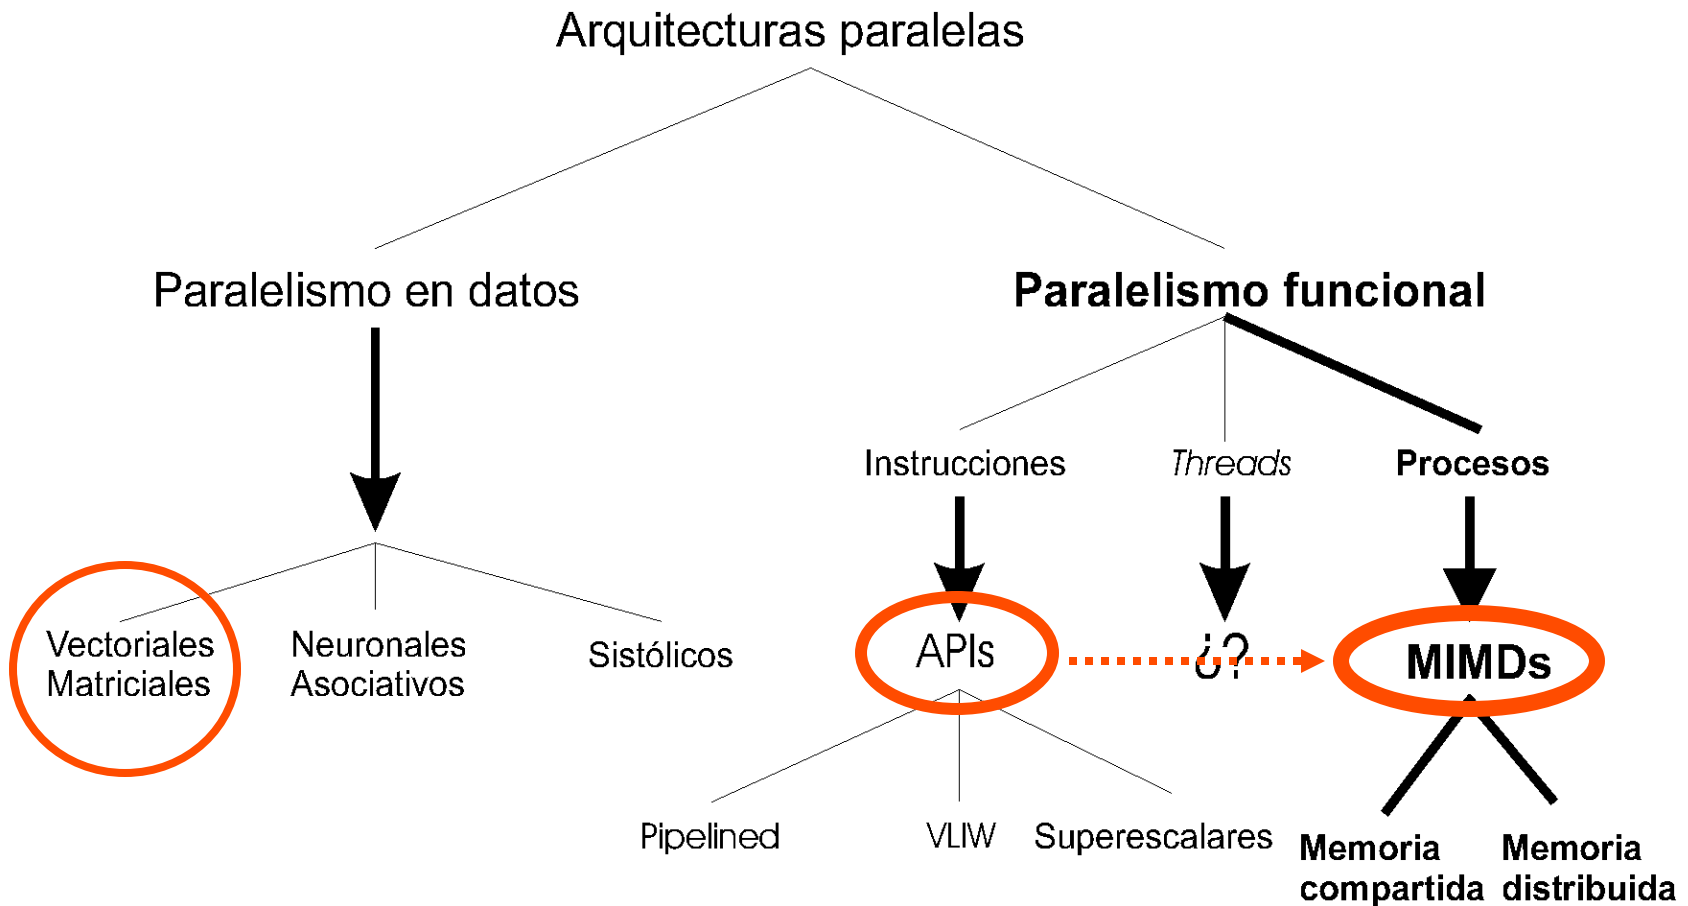 Arquitecturas paralelas
Paralelismo en datos
Paralelismo funcional
Instrucciones
Threads
Procesos
Vectoriales
Matriciales
Neuronales
Asociativos
Sistólicos
APIs
¿?
MIMDs
Pipelined
VLIW
Superescalares
Memoria
compartida
Memoria
distribuida